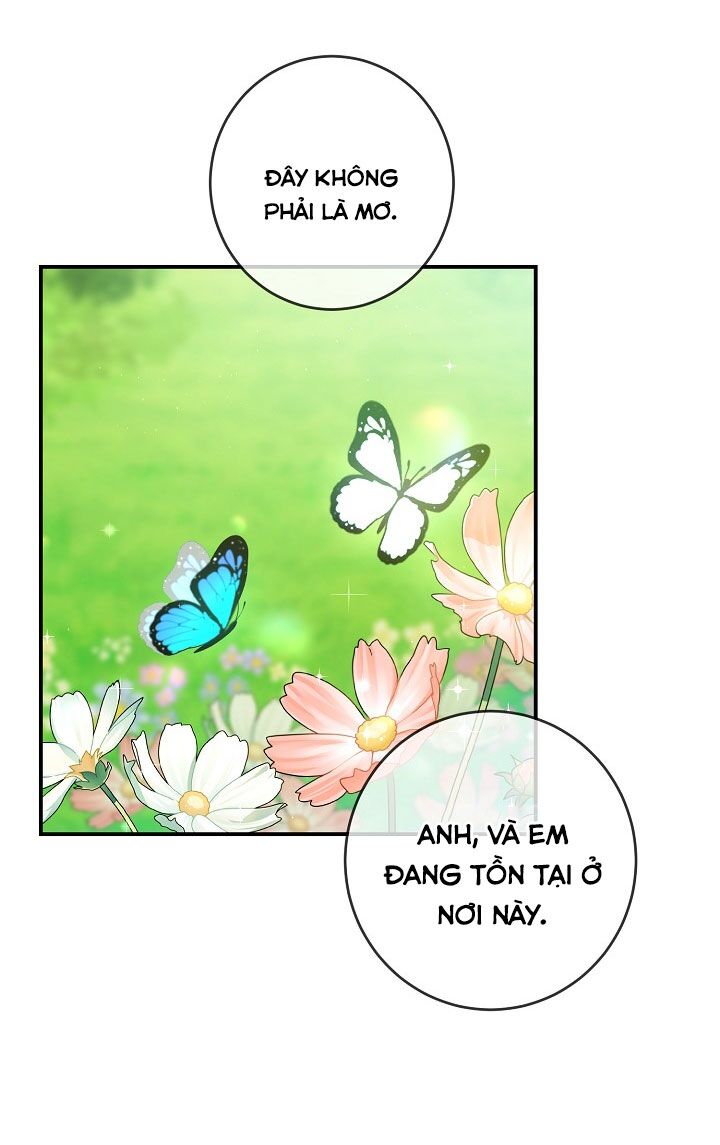 ĐÂY KHÔNG
PHẢI LÀ MƠ.
ANH, VÀ EM
ĐANG TỒN TẠI Ở
NƠI NÀY.